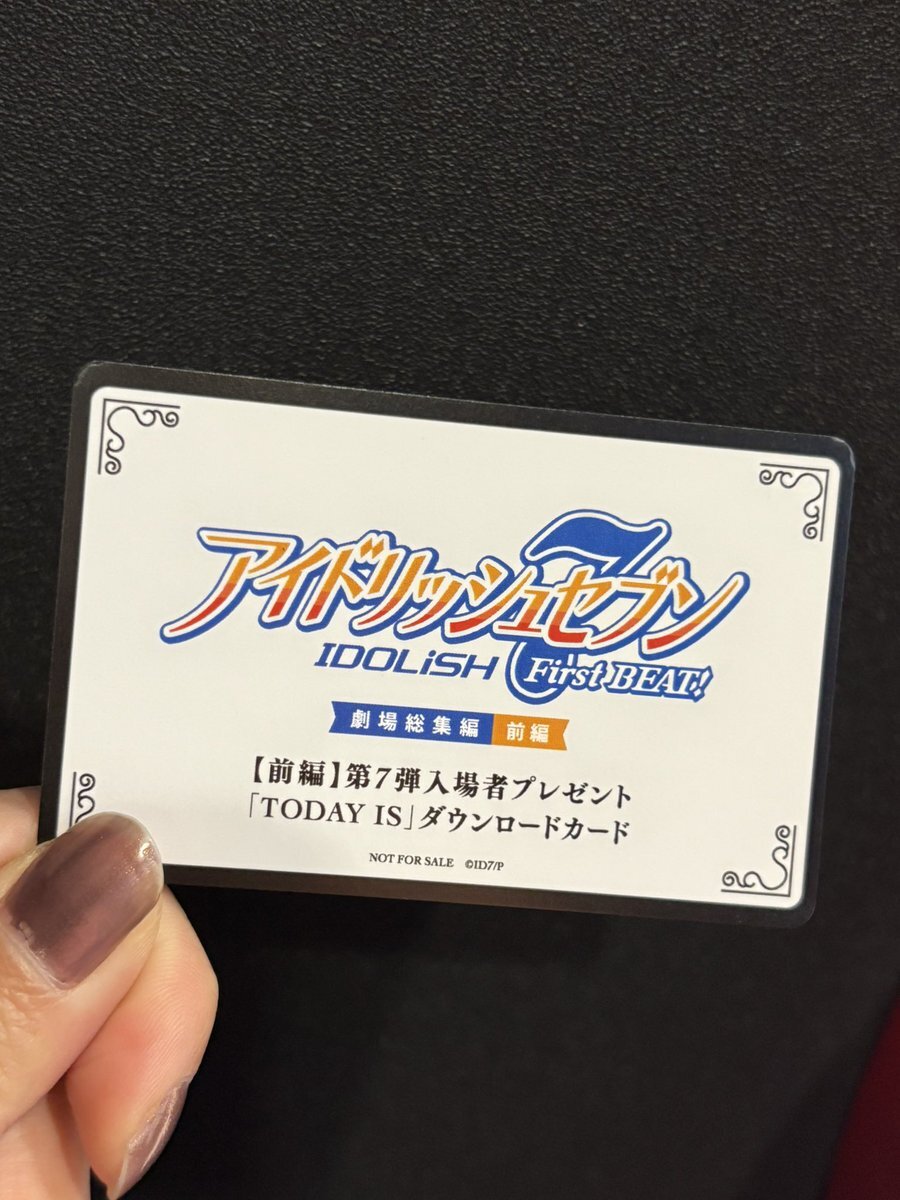 アイドリッシュセブン
IDOLiSH 7 First BEAT!
劇場総集編 前編
【前編】第7弾入場者プレゼント
「TODAY IS」ダウンロードカード
NOT FOR SALE ©ID7/P